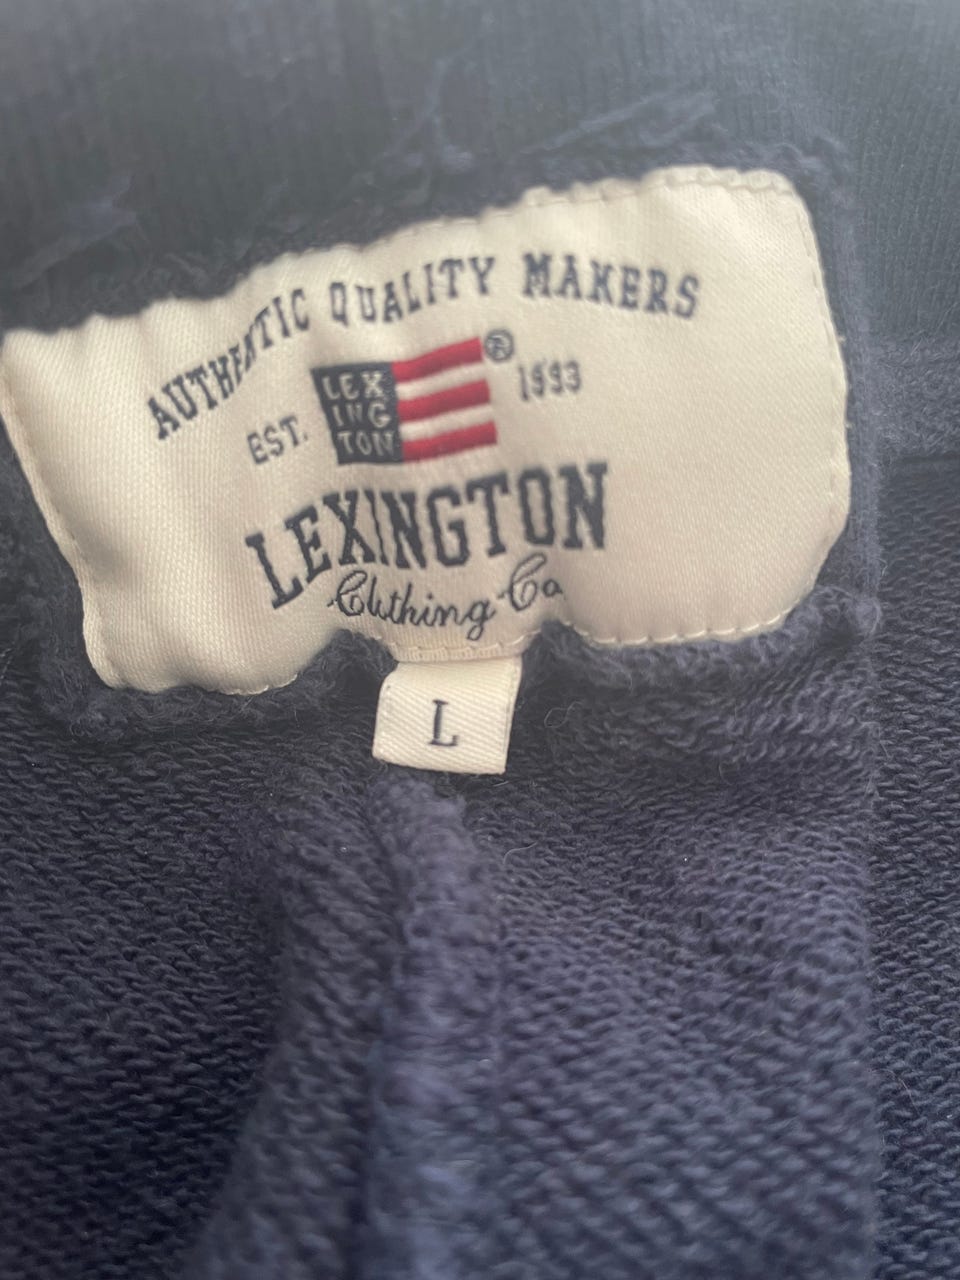 AUTHENTIC QUALITY MAKERS
®
LEX
ING
TON
EST. 1993
LEXINGTON
Clothing Co
L